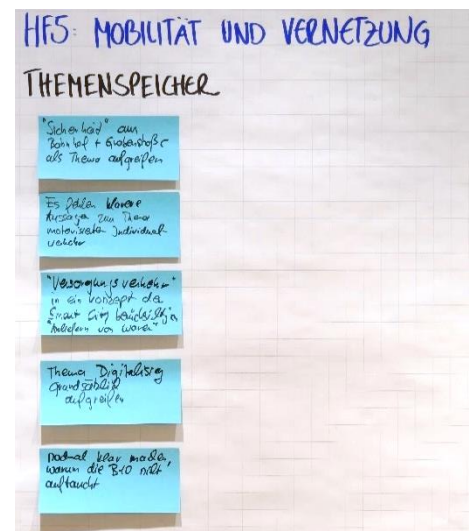 HF5: MOBILITÄT UND VERNETZUNG
THEMENSPEICHER
"Sicherheit" am
Bahnhof + Grabenstraße
als Thema aufgreifen
Es fehlen klarere
Aussagen zum Thema
motorisierten Individual-
verkehr
"Versorgungsverkehr"
in ein Konzept der
Smart City berücksichtigen
"Anliefern von Waren"
Thema Digitalisierung
grundsätzlich
aufgreifen
nochmal klar machen,
warum die B10 nicht
auftaucht